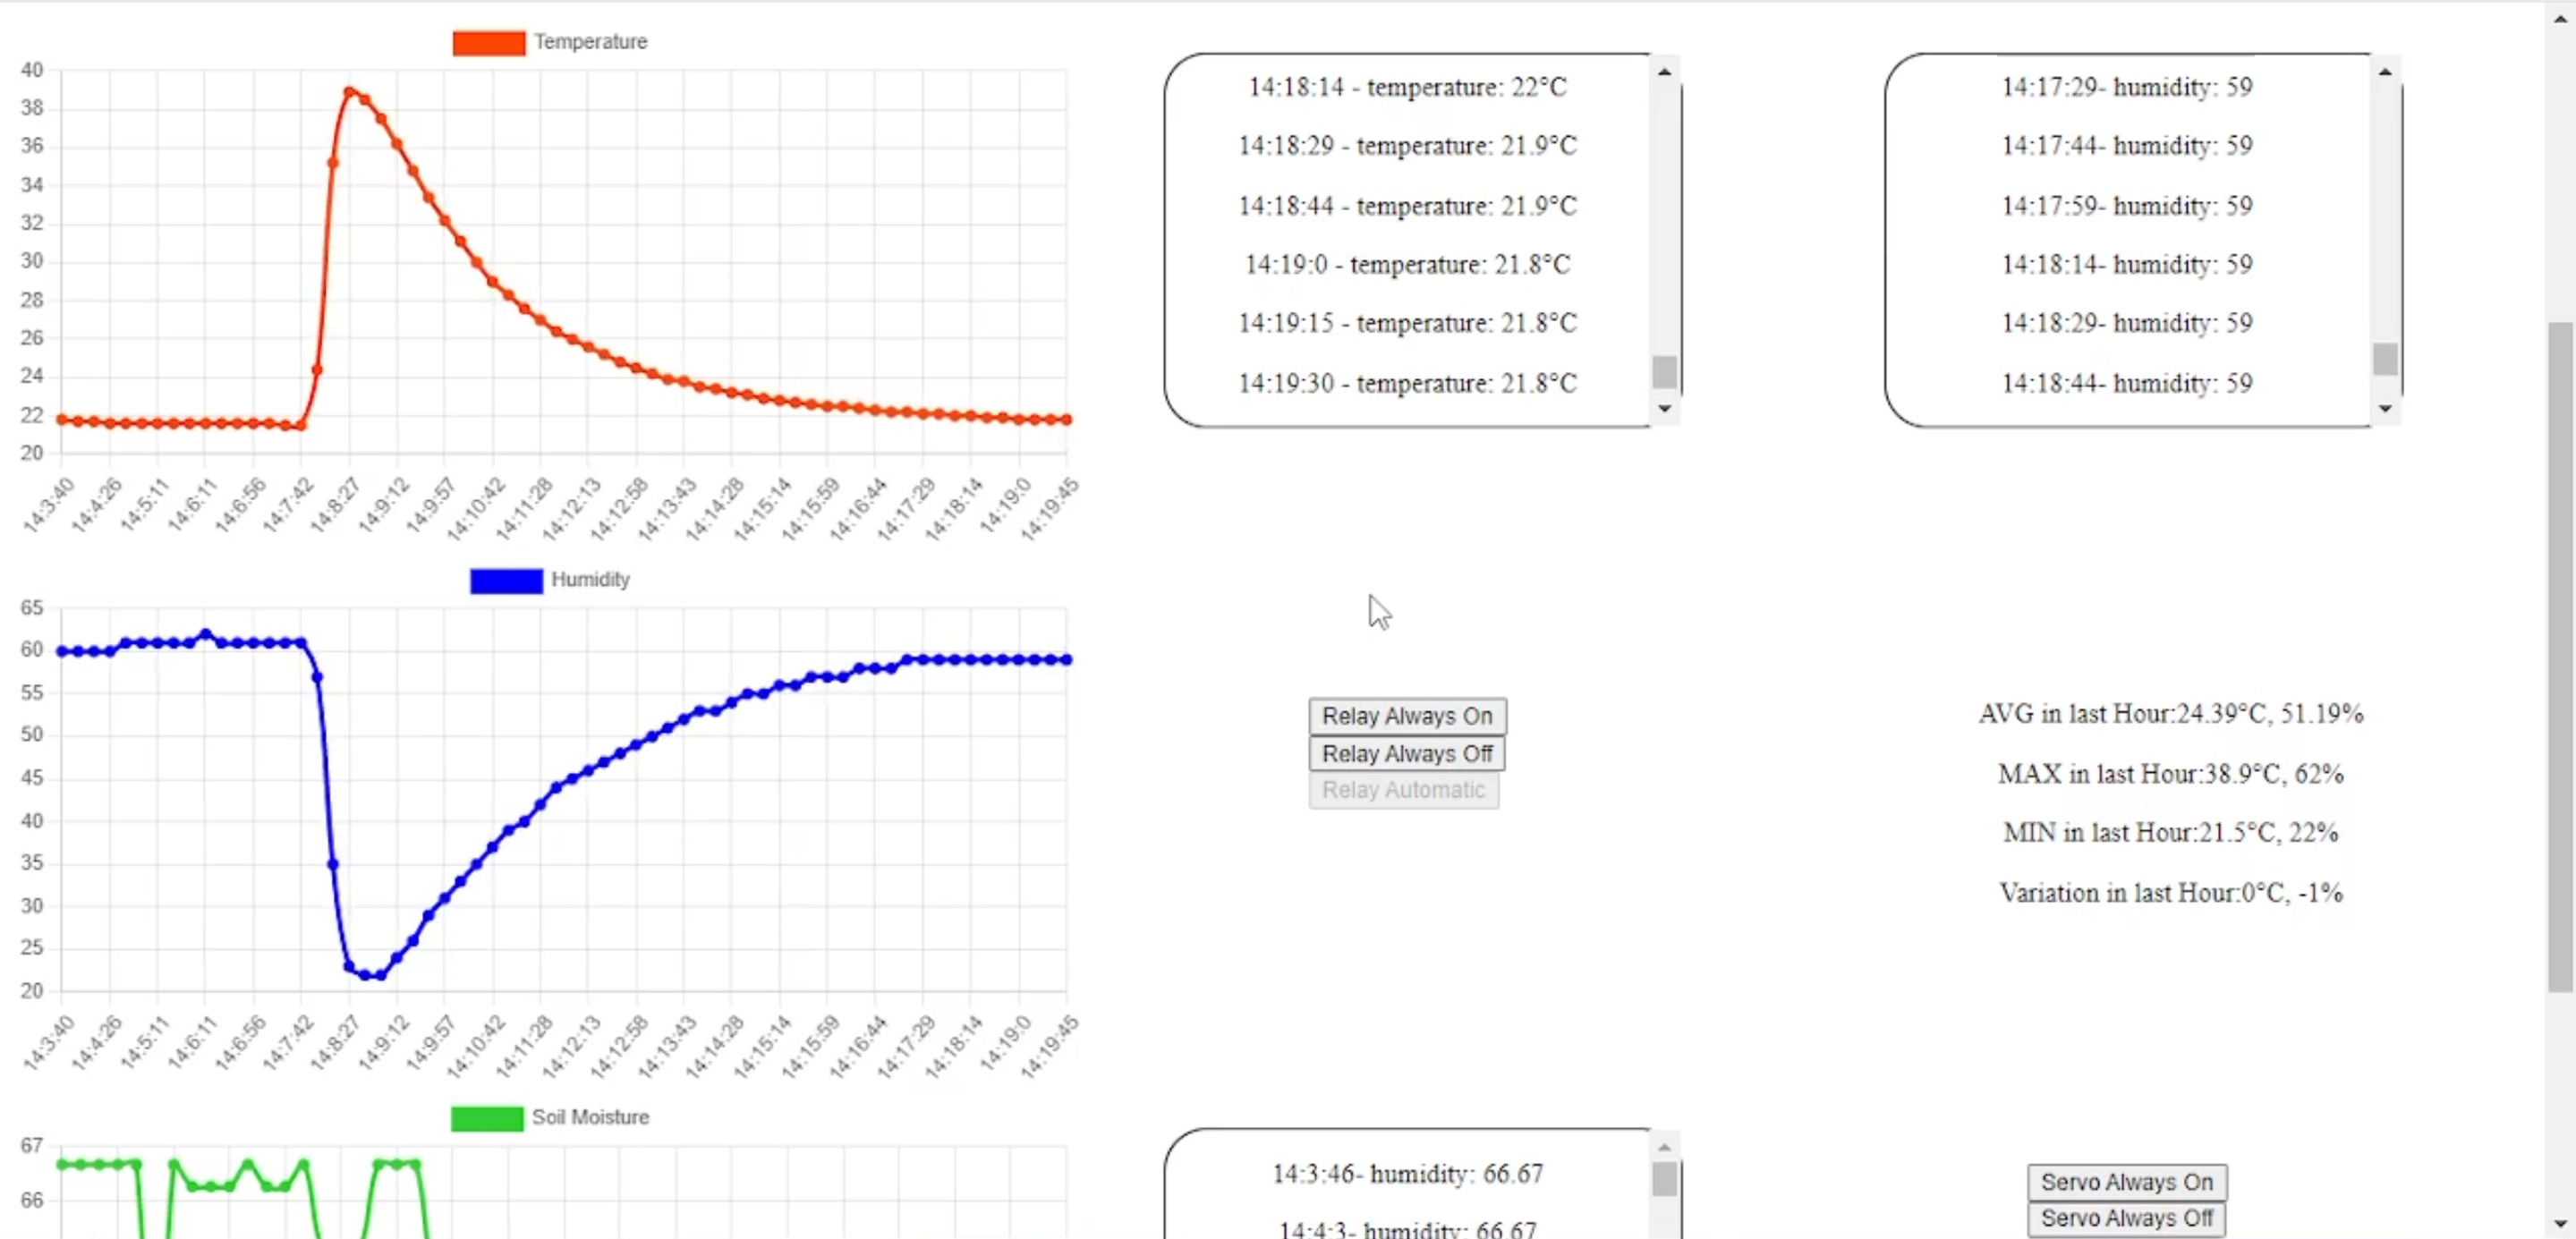 Temperature
40
38
36
34
32
30
28
26
24
22
20
14:3:40 14:4:26 14:5:11 14:6:11 14:6:56 14:7:42 14:8:27 14:9:12 14:9:57 14:10:42 14:11:28 14:12:13 14:12:58 14:13:43 14:14:28 14:15:14 14:15:59 14:16:44 14:17:29 14:18:14 14:19:0 14:19:45
14:18:14 - temperature: 22°C
14:18:29 - temperature: 21.9°C
14:18:44 - temperature: 21.9°C
14:19:0 - temperature: 21.8°C
14:19:15 - temperature: 21.8°C
14:19:30 - temperature: 21.8°C
14:17:29- humidity: 59
14:17:44- humidity: 59
14:17:59- humidity: 59
14:18:14- humidity: 59
14:18:29- humidity: 59
14:18:44- humidity: 59
Humidity
65
60
55
50
45
40
35
30
25
20
14:3:40 14:4:26 14:5:11 14:6:11 14:6:56 14:7:42 14:8:27 14:9:12 14:9:57 14:10:42 14:11:28 14:12:13 14:12:58 14:13:43 14:14:28 14:15:14 14:15:59 14:16:44 14:17:29 14:18:14 14:19:0 14:19:45
Relay Always On
Relay Always Off
Relay Automatic
AVG in last Hour:24.39°C, 51.19%
MAX in last Hour:38.9°C, 62%
MIN in last Hour:21.5°C, 22%
Variation in last Hour:0°C, -1%
Soil Moisture
67
66
14:3:46- humidity: 66.67
14:4:3- humidity: 66.67
Servo Always On
Servo Always Off